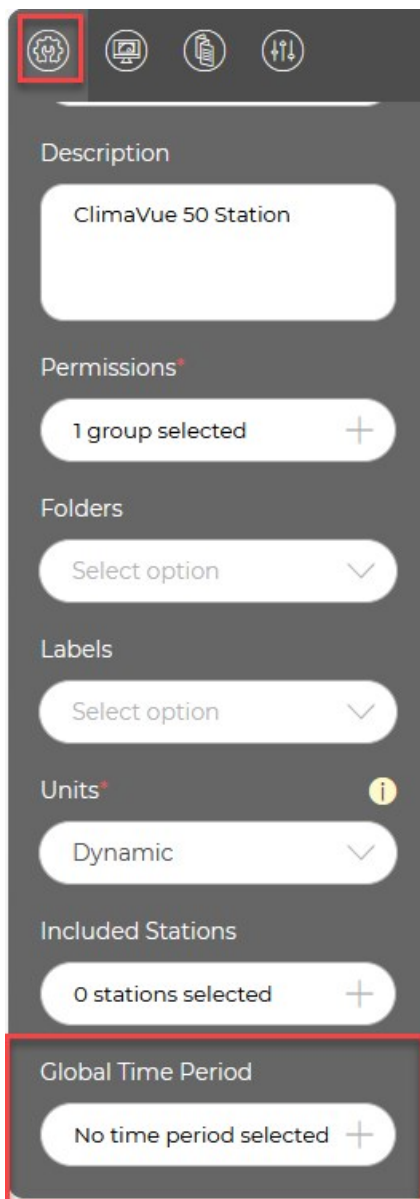 Description
ClimaVue 50 Station
Permissions*
1 group selected
Folders
Select option
Labels
Select option
Units*
Dynamic
Included Stations
0 stations selected
Global Time Period
No time period selected